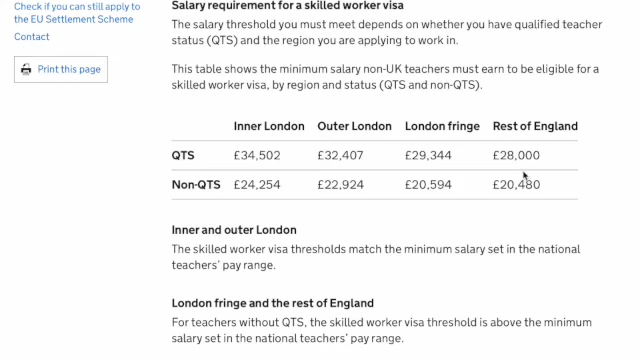 Check if you can still apply to
the EU Settlement Scheme
Contact
Print this page
Salary requirement for a skilled worker visa
The salary threshold you must meet depends on whether you have qualified teacher
status (QTS) and the region you are applying to work in.
This table shows the minimum salary non-UK teachers must earn to be eligible for a
skilled worker visa, by region and status (QTS and non-QTS).
Inner London Outer London London fringe Rest of England
QTS £34,502 £32,407 £29,344 £28,000
Non-QTS £24,254 £22,924 £20,594 £20,480
Inner and outer London
The skilled worker visa thresholds match the minimum salary set in the national
teachers' pay range.
London fringe and the rest of England
For teachers without QTS, the skilled worker visa threshold is above the minimum
salary set in the national teachers' pay range.